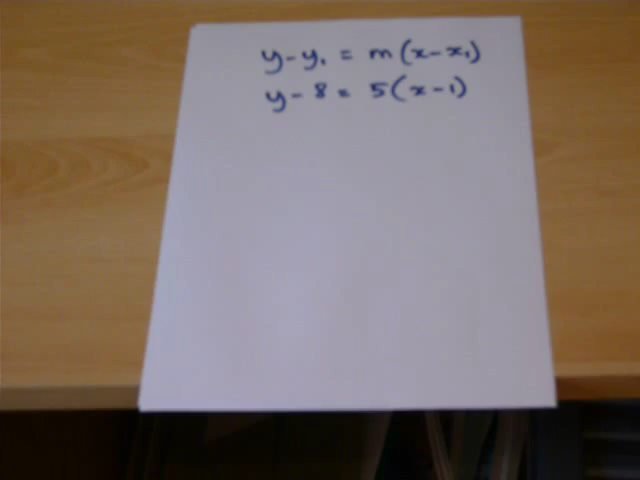 y - y₁ = m(x - x₁)
y - 8 = 5(x - 1)